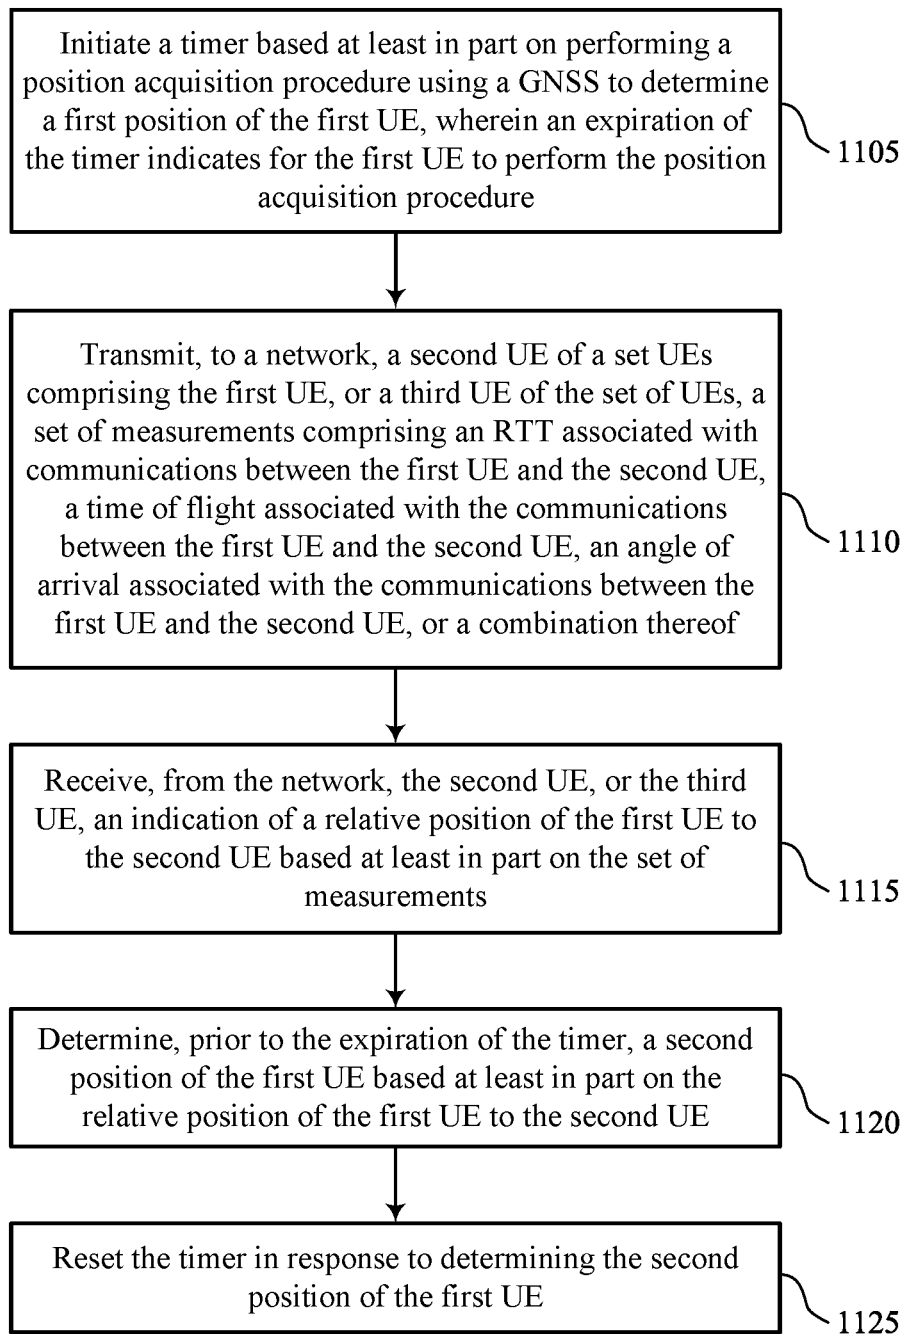 Initiate a timer based at least in part on performing a
position acquisition procedure using a GNSS to determine
a first position of the first UE, wherein an expiration of
the timer indicates for the first UE to perform the position
acquisition procedure
1105
Transmit, to a network, a second UE of a set UEs
comprising the first UE, or a third UE of the set of UEs, a
set of measurements comprising an RTT associated with
communications between the first UE and the second UE,
a time of flight associated with the communications
between the first UE and the second UE, an angle of
arrival associated with the communications between the
first UE and the second UE, or a combination thereof
1110
Receive, from the network, the second UE, or the third
UE, an indication of a relative position of the first UE to
the second UE based at least in part on the set of
measurements
1115
Determine, prior to the expiration of the timer, a second
position of the first UE based at least in part on the
relative position of the first UE to the second UE
1120
Reset the timer in response to determining the second
position of the first UE
1125